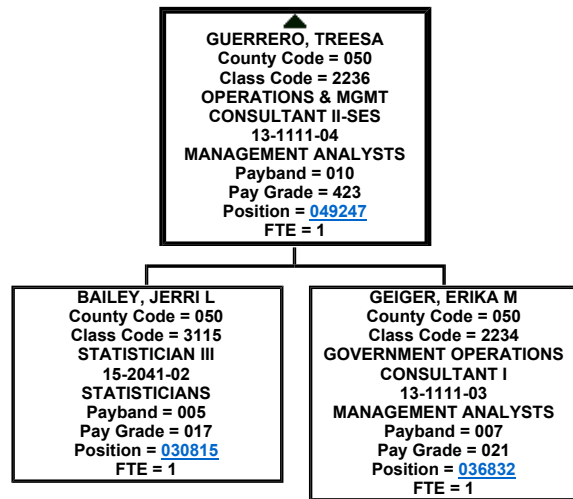 GUERRERO, TREESA
County Code = 050
Class Code = 2236
OPERATIONS & MGMT
CONSULTANT II-SES
13-1111-04
MANAGEMENT ANALYSTS
Payband = 010
Pay Grade = 423
Position = 049247
FTE = 1
BAILEY, JERRI L
County Code = 050
Class Code = 3115
STATISTICIAN III
15-2041-02
STATISTICIANS
Payband = 005
Pay Grade = 017
Position = 030815
FTE = 1
GEIGER, ERIKA M
County Code = 050
Class Code = 2234
GOVERNMENT OPERATIONS
CONSULTANT I
13-1111-03
MANAGEMENT ANALYSTS
Payband = 007
Pay Grade = 021
Position = 036832
FTE = 1